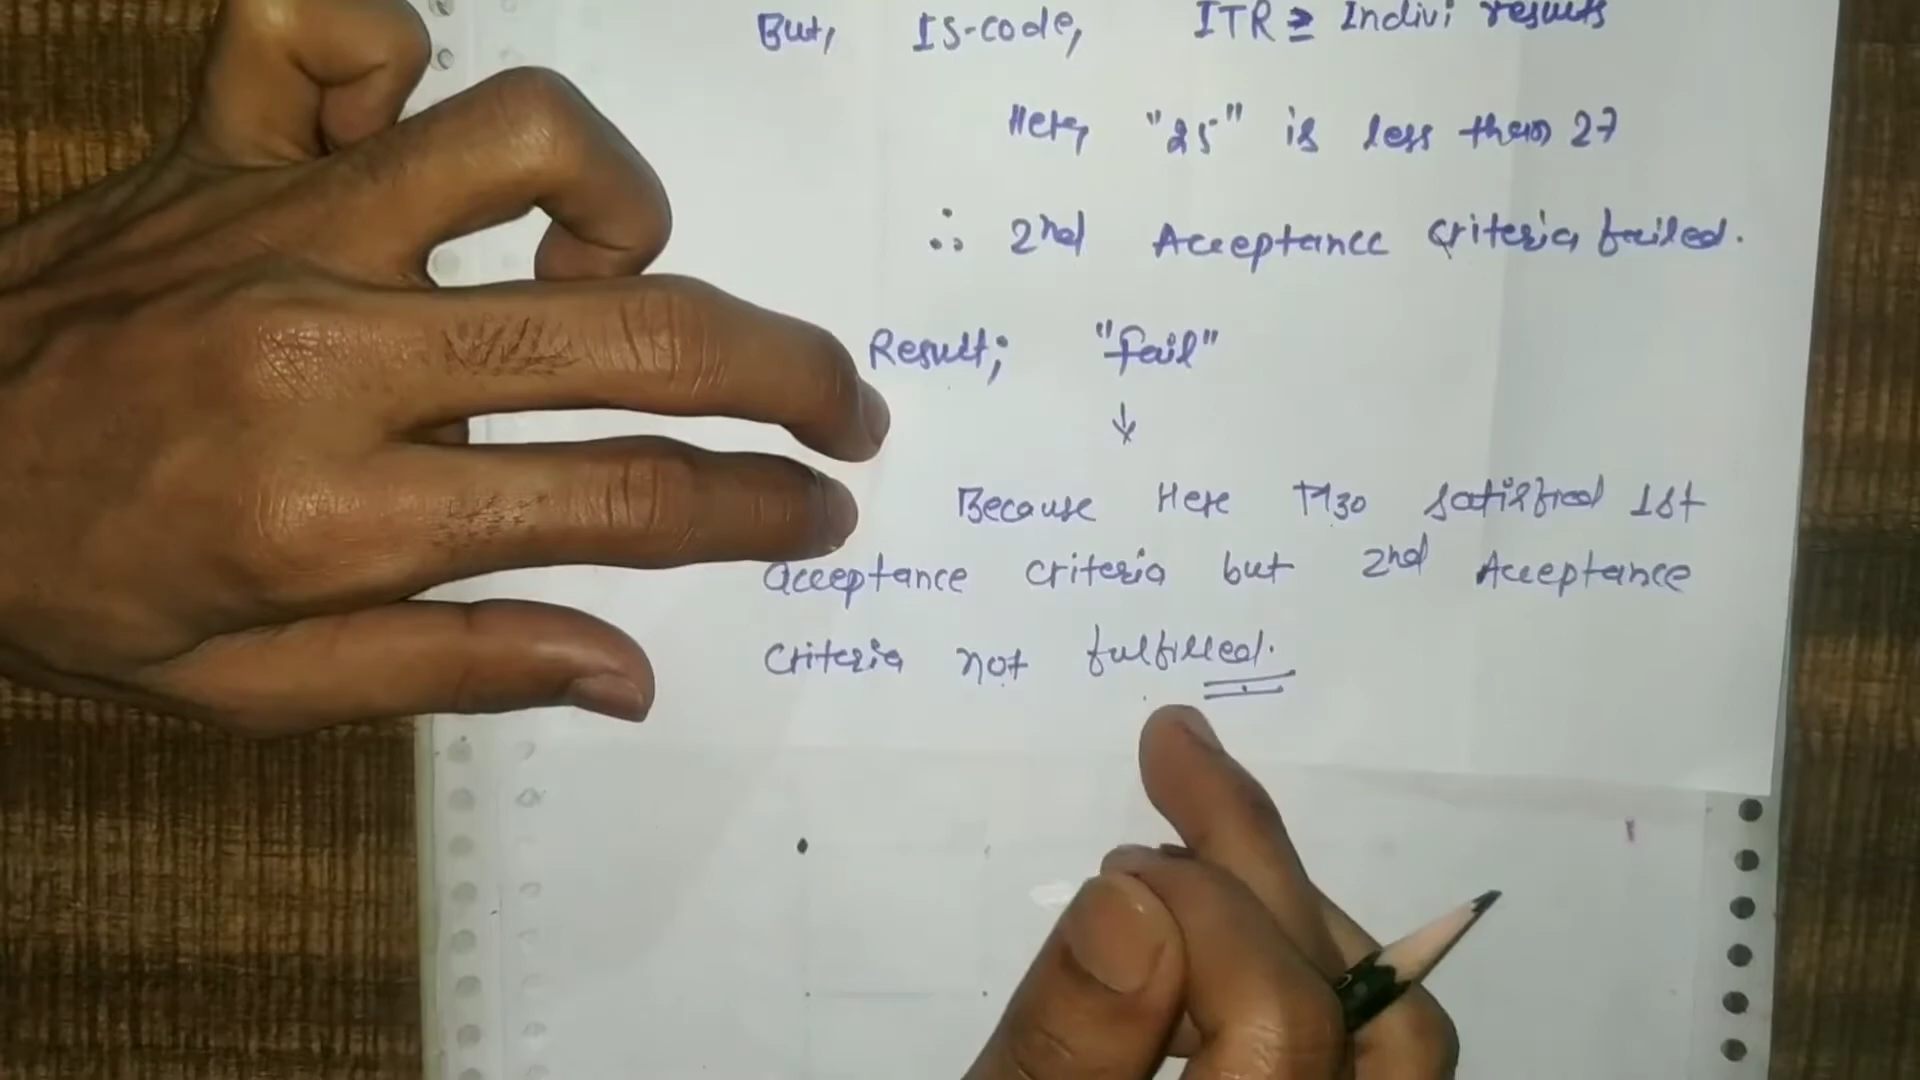 But, IS-code, ITR ≥ Indivi results
Here, "25" is less than 27
∴ 2nd Acceptance criteria failed.
Result; "fail"
↓
Because Here M30 satisfied 1st
acceptance criteria but 2nd Acceptance
criteria not fulfilled.